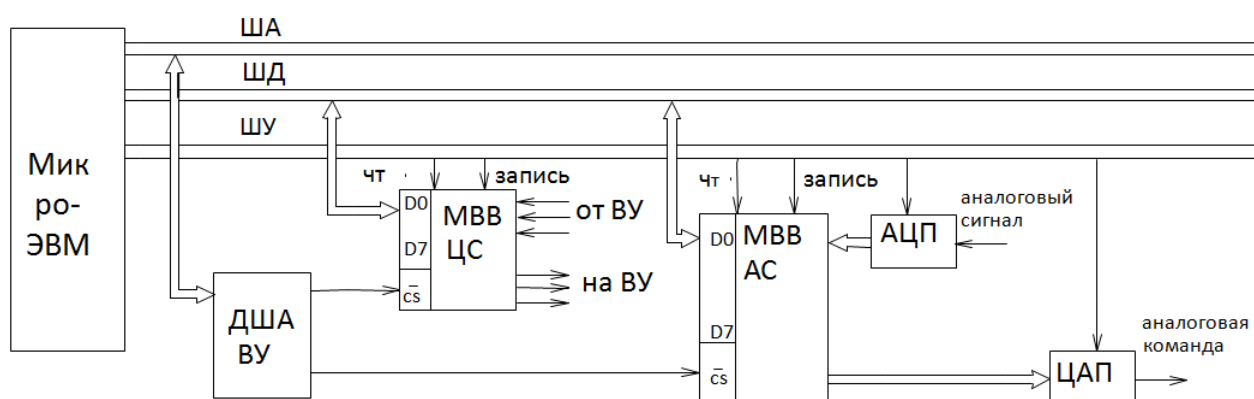 ША
ШД
ШУ
Мик
ро-
ЭВМ
чт
запись
D0
D7
cs
МВВ
ЦС
от ВУ
на ВУ
ДША
ВУ
чт
запись
D0
D7
cs
МВВ
АС
АЦП
аналоговый
сигнал
аналоговая
команда
ЦАП